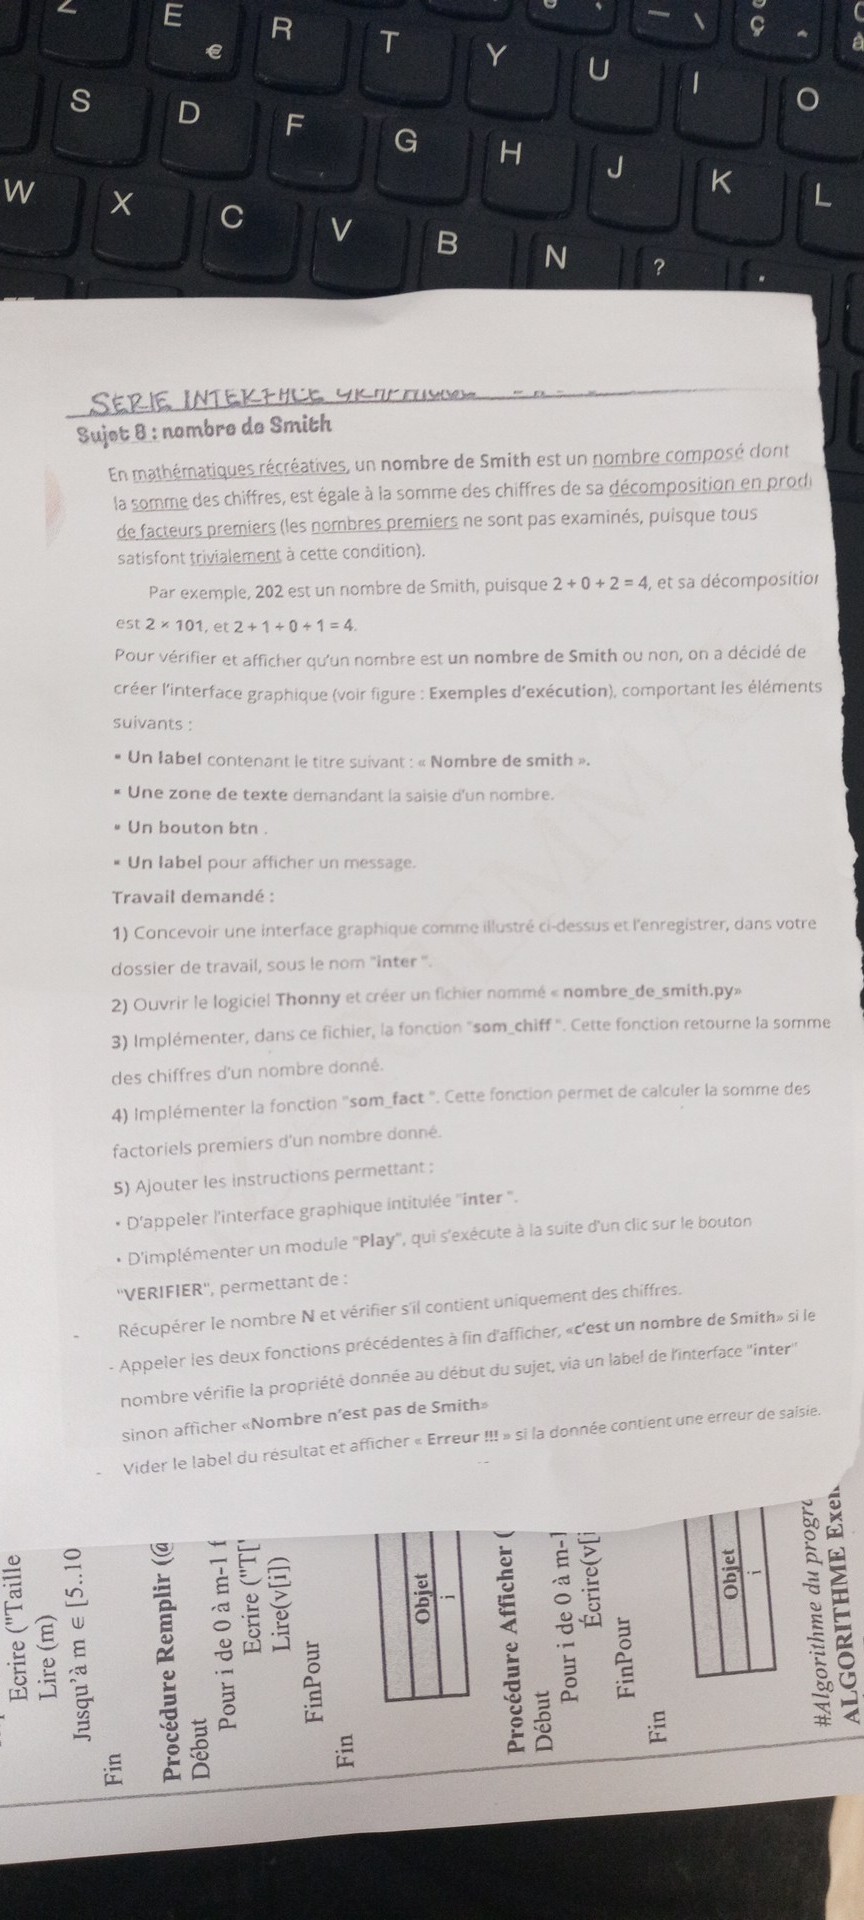 E R T Y U I O
€
S D F G H J K L
W X C V B N ?
SERIE INTERFACE
Sujet 8 : nombre de Smith
En mathématiques récréatives, un nombre de Smith est un nombre composé dont
la somme des chiffres, est égale à la somme des chiffres de sa décomposition en prod
de facteurs premiers (les nombres premiers ne sont pas examinés, puisque tous
satisfont trivialement à cette condition).
Par exemple, 202 est un nombre de Smith, puisque 2 + 0 + 2 = 4, et sa décomposition
est 2 × 101, et 2 + 1 + 0 + 1 = 4.
Pour vérifier et afficher qu'un nombre est un nombre de Smith ou non, on a décidé de
créer l'interface graphique (voir figure : Exemples d'exécution), comportant les éléments
suivants :
▪ Un label contenant le titre suivant : « Nombre de smith ».
▪ Une zone de texte demandant la saisie d'un nombre.
▪ Un bouton btn .
▪ Un label pour afficher un message.
Travail demandé :
1) Concevoir une interface graphique comme illustré ci-dessus et l'enregistrer, dans votre
dossier de travail, sous le nom "inter ".
2) Ouvrir le logiciel Thonny et créer un fichier nommé « nombre_de_smith.py»
3) Implémenter, dans ce fichier, la fonction "som_chiff ". Cette fonction retourne la somme
des chiffres d'un nombre donné.
4) Implémenter la fonction "som_fact ". Cette fonction permet de calculer la somme des
factoriels premiers d'un nombre donné.
5) Ajouter les instructions permettant :
• D'appeler l'interface graphique intitulée "inter ".
• D'implémenter un module "Play", qui s'exécute à la suite d'un clic sur le bouton
"VERIFIER", permettant de :
- Récupérer le nombre N et vérifier s'il contient uniquement des chiffres.
- Appeler les deux fonctions précédentes à fin d'afficher, «c'est un nombre de Smith» si le
nombre vérifie la propriété donnée au début du sujet, via un label de l'interface "inter"
sinon afficher «Nombre n'est pas de Smith»
- Vider le label du résultat et afficher « Erreur !!! » si la donnée contient une erreur de saisie.
Ecrire ("Taille
Lire (m)
Jusqu'à m ∈ [5..10
Fin
Procédure Remplir (@
Début
Pour i de 0 à m-1 f
Ecrire ("T["
Lire(v[i])
FinPour
Fin
Objet
i
Procédure Afficher (
Début
Pour i de 0 à m-1
Écrire(v[i
FinPour
Fin
Objet
i
#Algorithme du progr
ALGORITHME Exer